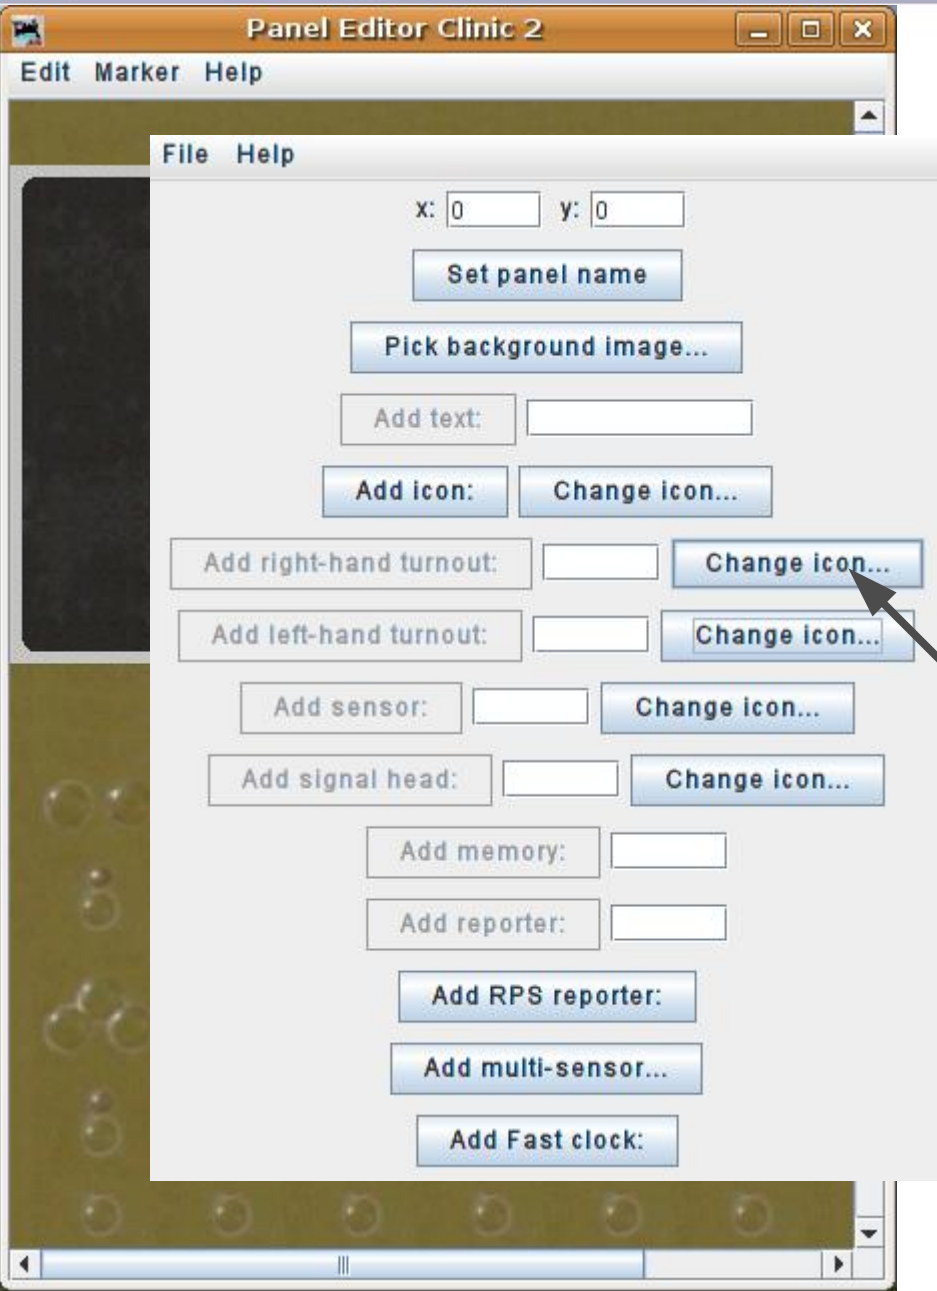 Panel Editor Clinic 2
Edit Marker Help
File Help
x: 0 y: 0
Set panel name
Pick background image...
Add text:
Add icon: Change icon...
Add right-hand turnout: Change icon...
Add left-hand turnout: Change icon...
Add sensor: Change icon...
Add signal head: Change icon...
Add memory:
Add reporter:
Add RPS reporter:
Add multi-sensor...
Add Fast clock: